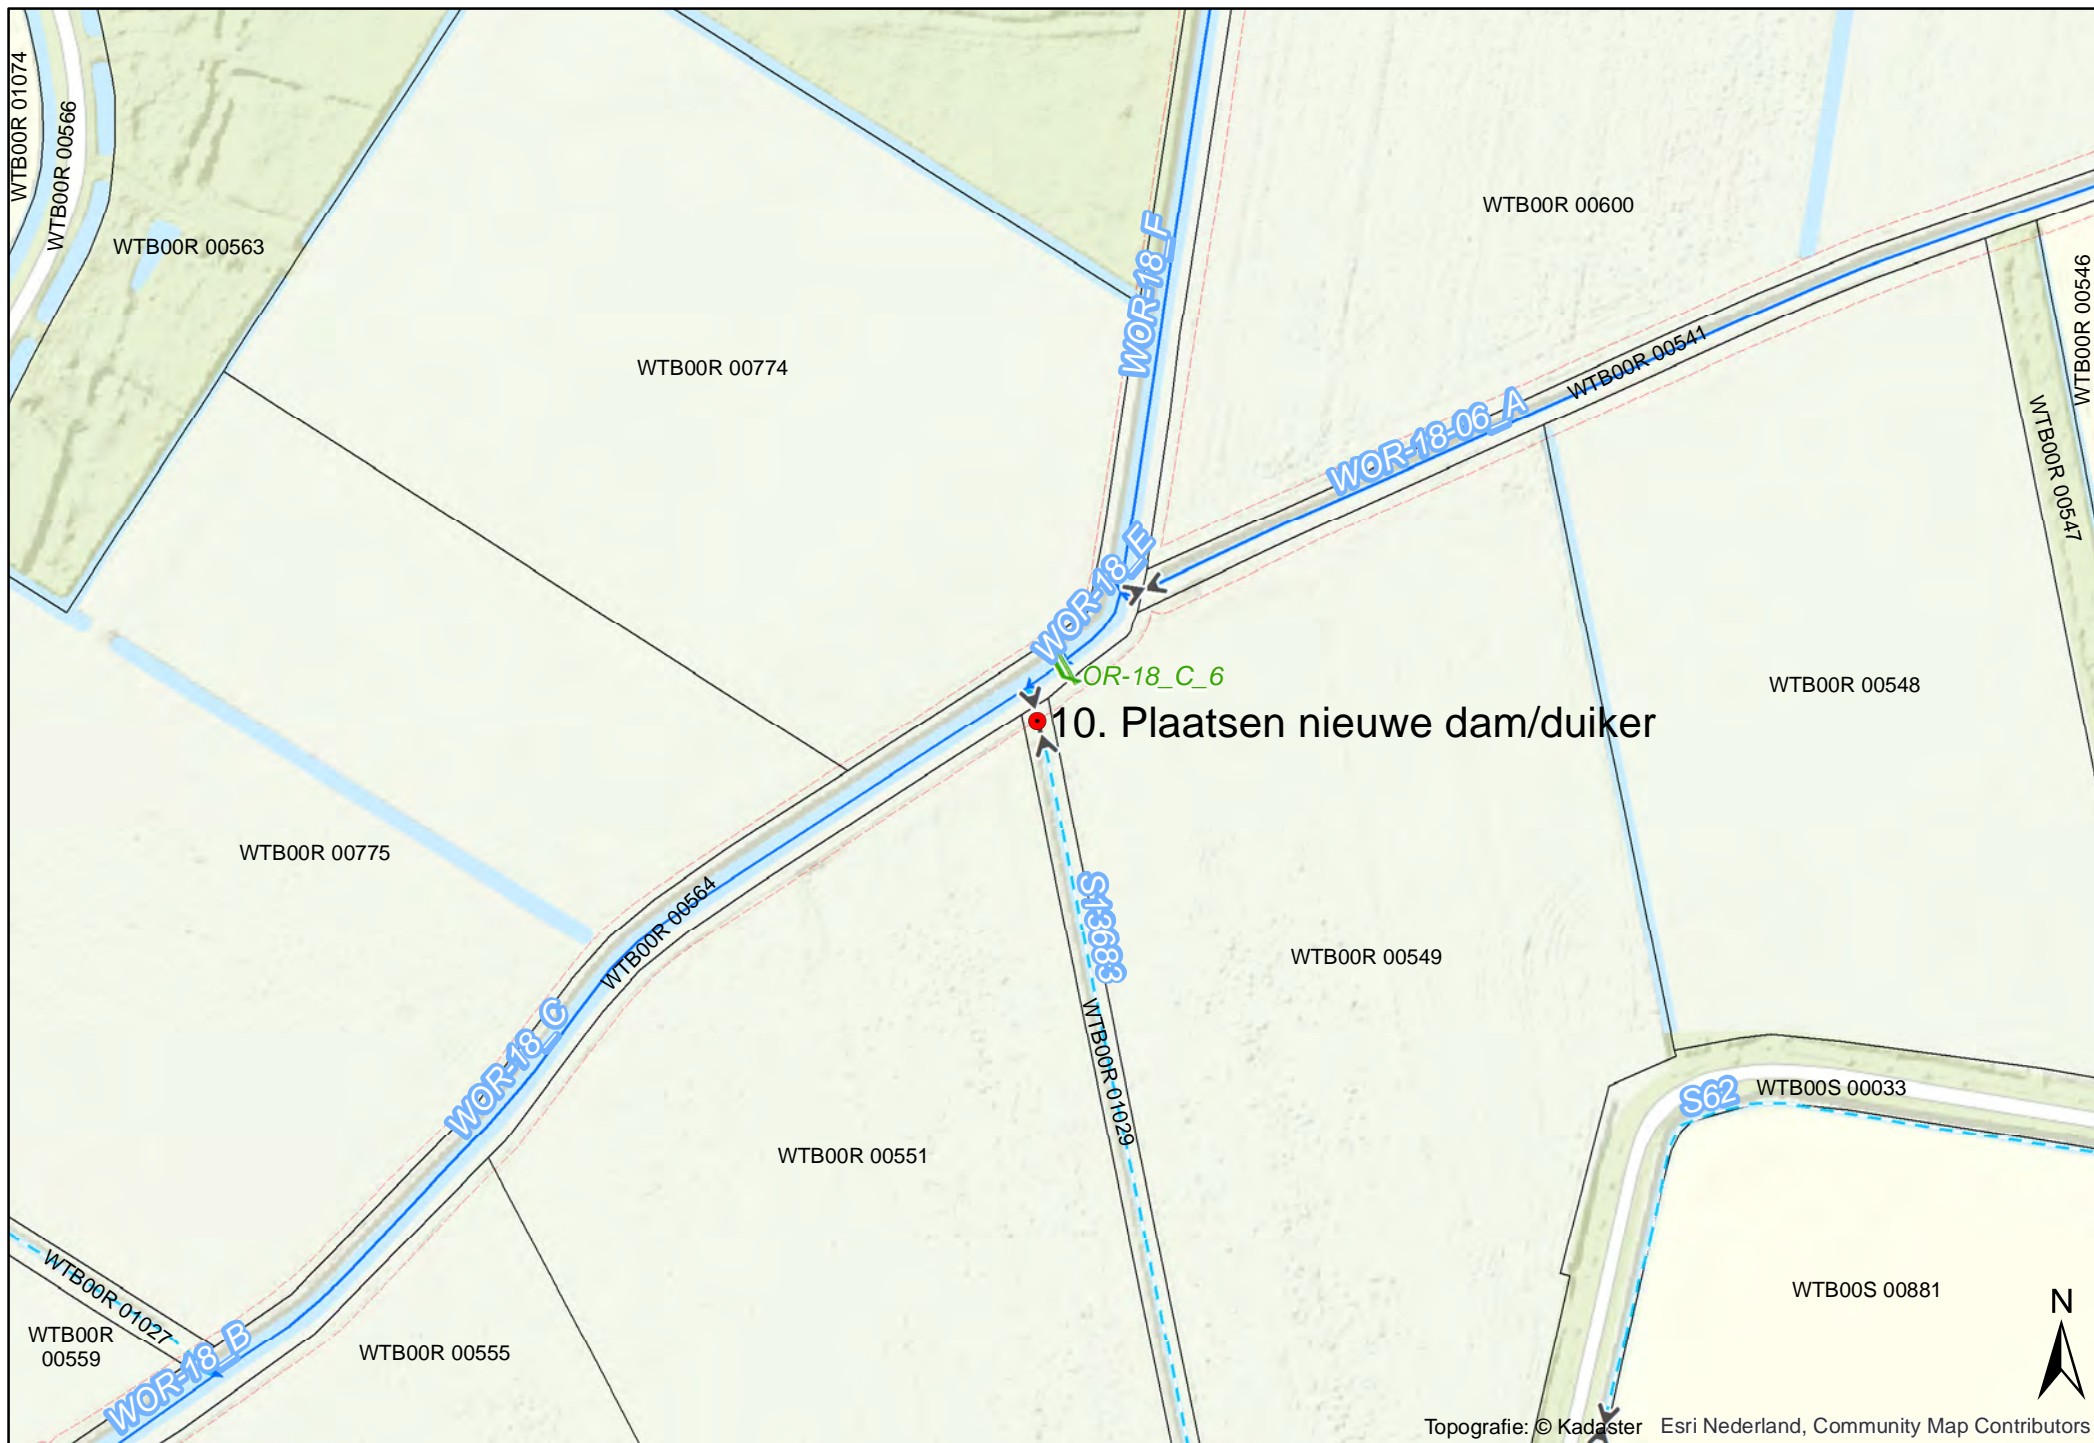 WTB00R 01074
WTB00R 00566
WTB00R 00563
WTB00R 00774
WOR-18_F
WTB00R 00600
WTB00R 00546
WTB00R 00541
WOR-18-06_A
WTB00R 00547
WOR-18_E
OR-18_C_6
WTB00R 00548
10. Plaatsen nieuwe dam/duiker
WTB00R 00775
WTB00R 00564
S13683
WTB00R 00549
WOR-18_C
WTB00R 01029
S62
WTB00S 00033
WTB00R 00551
WTB00R 01027
WTB00R
00559
WOR-18_B
WTB00R 00555
WTB00S 00881
N
Topografie: © Kadaster
Esri Nederland, Community Map Contributors